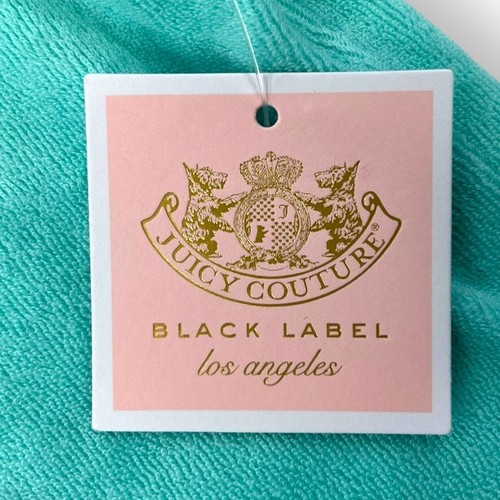 J
JUICY COUTURE®
BLACK LABEL
los angeles